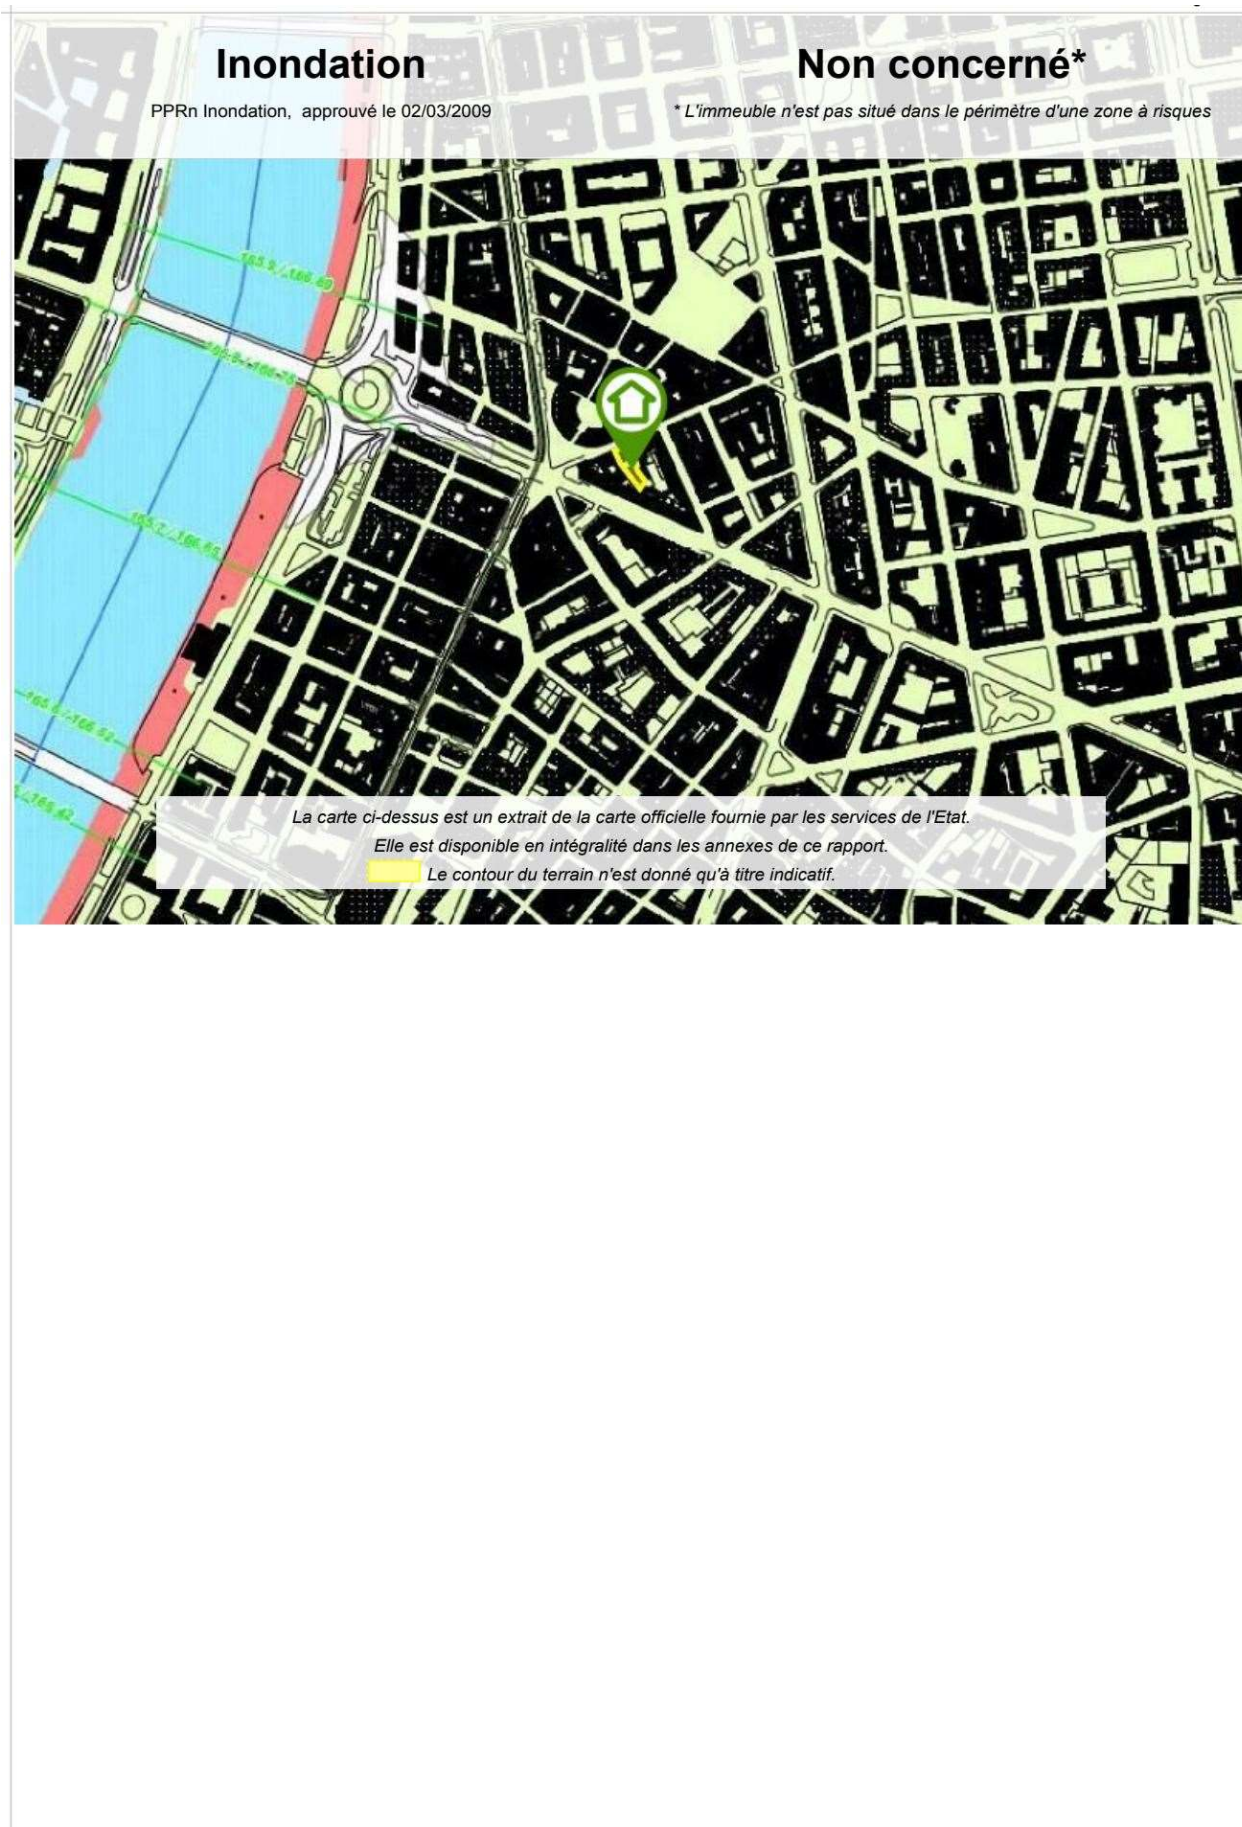 Inondation
Non concerné*
PPRn Inondation, approuvé le 02/03/2009
* L'immeuble n'est pas situé dans le périmètre d'une zone à risques
La carte ci-dessus est un extrait de la carte officielle fournie par les services de l'Etat.
Elle est disponible en intégralité dans les annexes de ce rapport.
Le contour du terrain n'est donné qu'à titre indicatif.